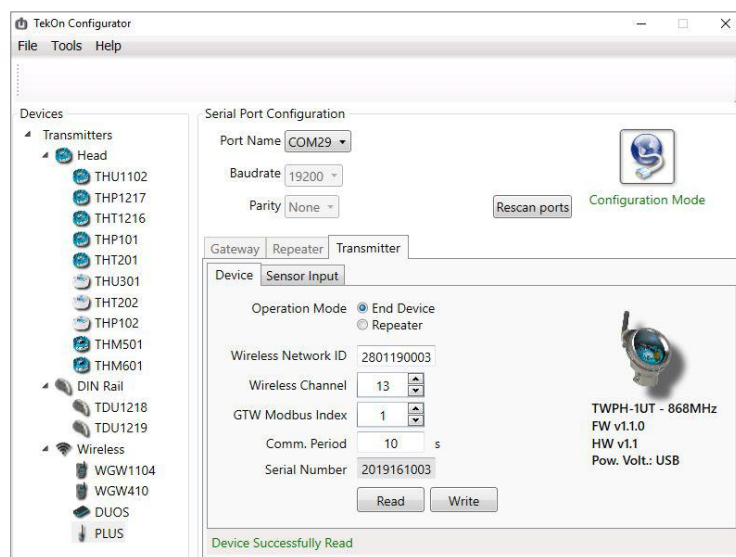 TekOn Configurator
File Tools Help
Devices
Transmitters
Head
THU1102
THP1217
THT1216
THP101
THT201
THU301
THT202
THP102
THM501
THM601
DIN Rail
TDU1218
TDU1219
Wireless
WGW1104
WGW410
DUOS
PLUS
Serial Port Configuration
Port Name COM29
Baudrate 19200
Parity None
Rescan ports
Configuration Mode
Gateway Repeater Transmitter
Device Sensor Input
Operation Mode End Device
Repeater
Wireless Network ID 2801190003
Wireless Channel 13
GTW Modbus Index 1
Comm. Period 10 s
Serial Number 2019161003
Read Write
TWPH-1UT - 868MHz
FW v1.1.0
HW v1.1
Pow. Volt.: USB
Device Successfully Read